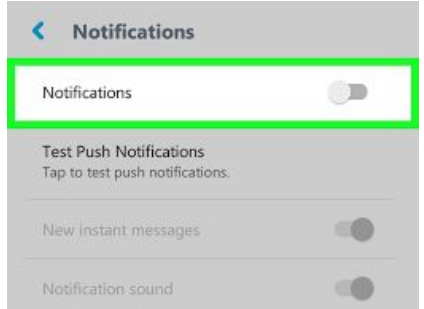 Notifications
Notifications
Test Push Notifications
Tap to test push notifications.
New instant messages
Notification sound